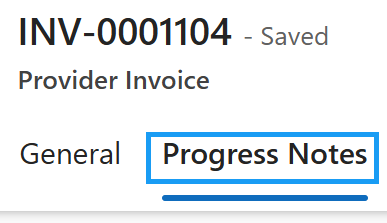 INV-0001104 - Saved
Provider Invoice
General Progress Notes